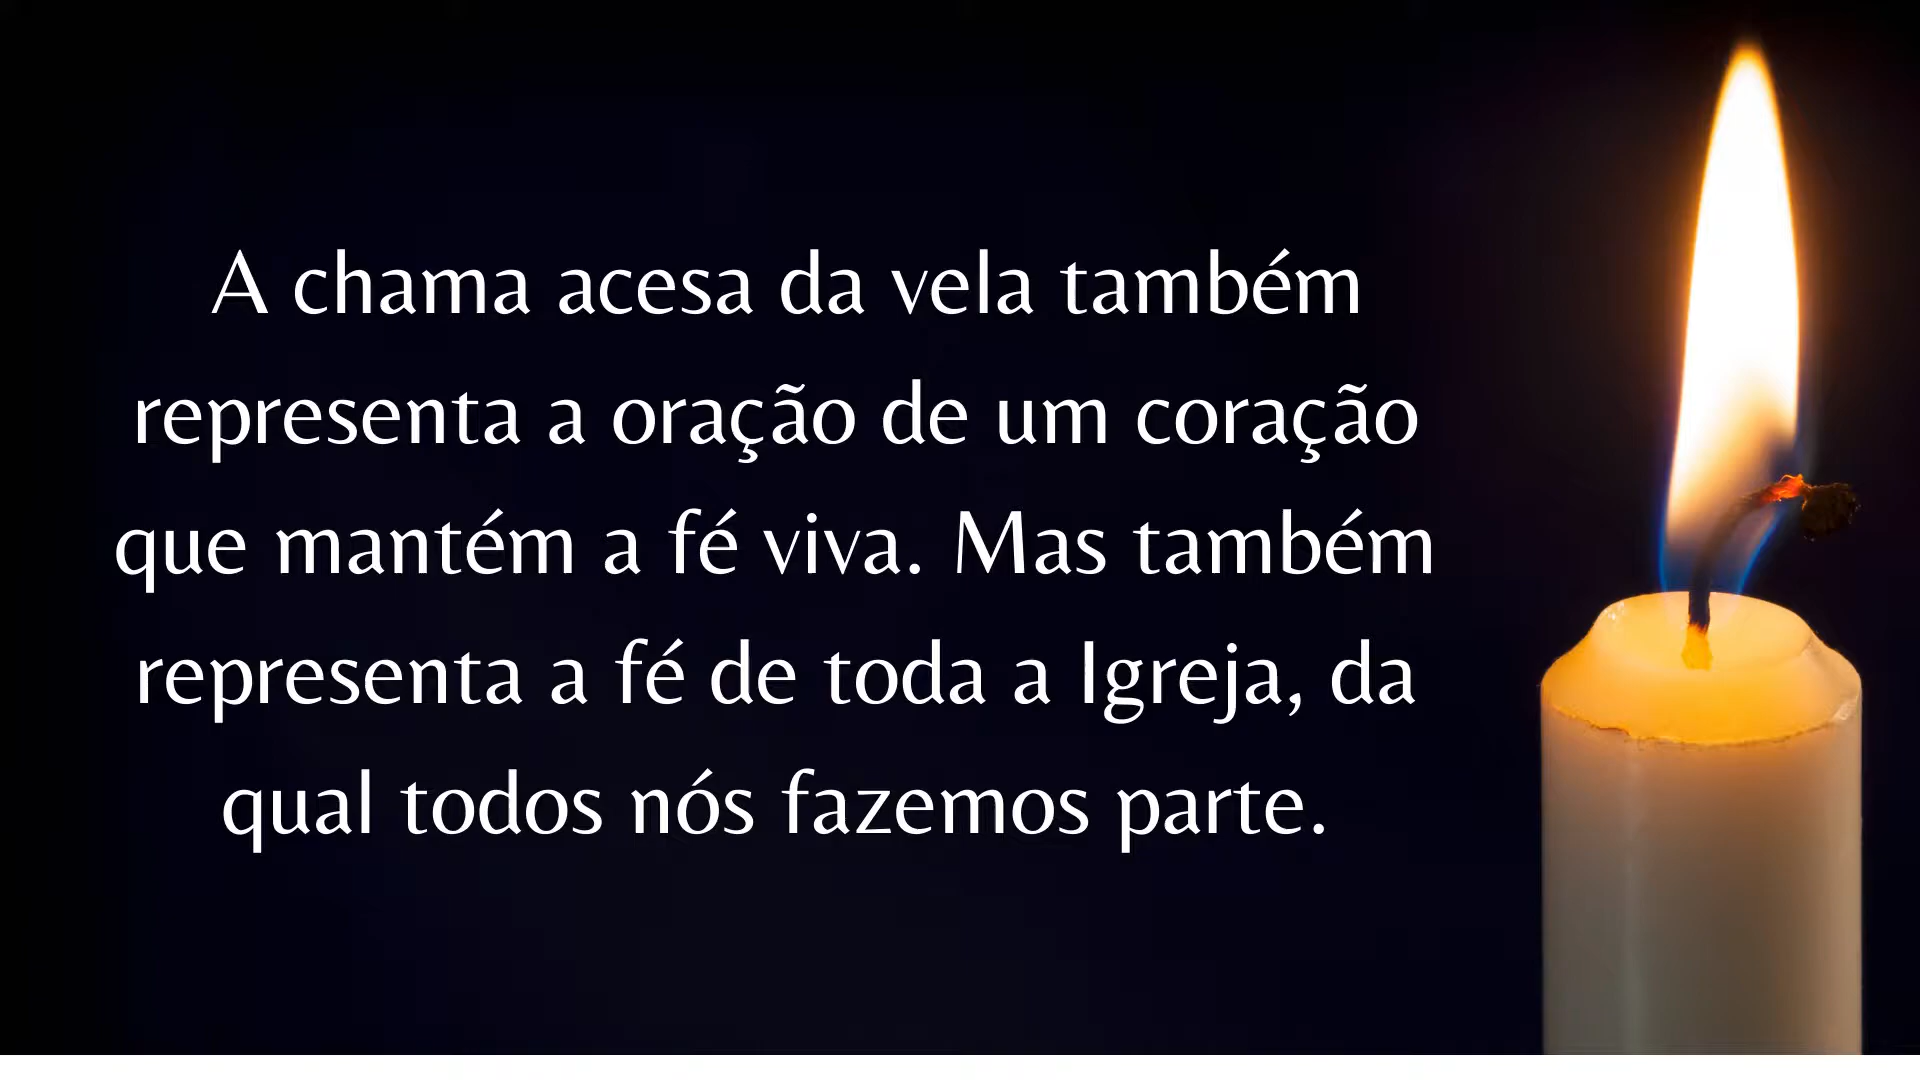 A chama acesa da vela também
representa a oração de um coração
que mantém a fé viva. Mas também
representa a fé de toda a Igreja, da
qual todos nós fazemos parte.